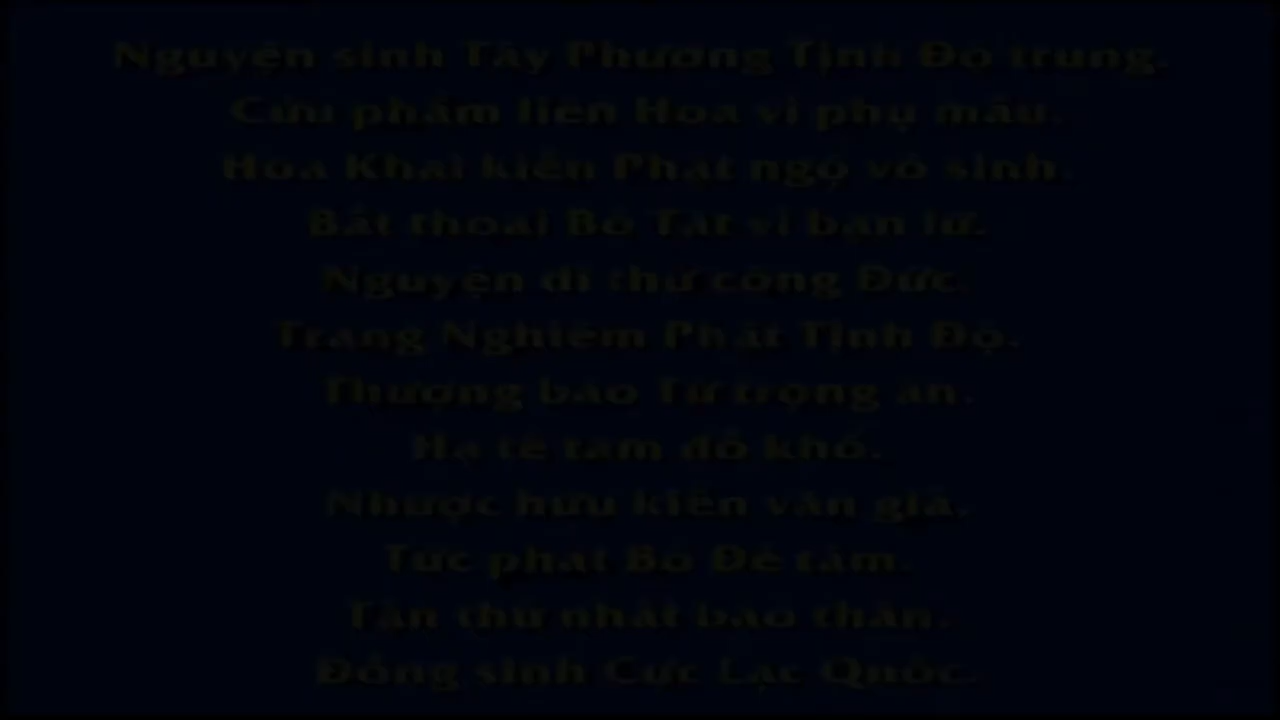 Nguyện sinh Tây Phương Tịnh Độ trung.
Cửu phẩm liên Hoa vi phụ mẫu.
Hoa Khai kiến Phật ngộ vô sinh.
Bất thoái Bồ Tát vi bạn lữ.
Nguyện dĩ thử công Đức.
Trang Nghiêm Phật Tịnh Độ.
Thượng báo Tứ trọng ân.
Hạ tế tam đồ khổ.
Nhược hữu kiến văn giả.
Tức phát Bồ Đề tâm.
Tận thử nhất báo thân.
Đồng sinh Cực Lạc Quốc.